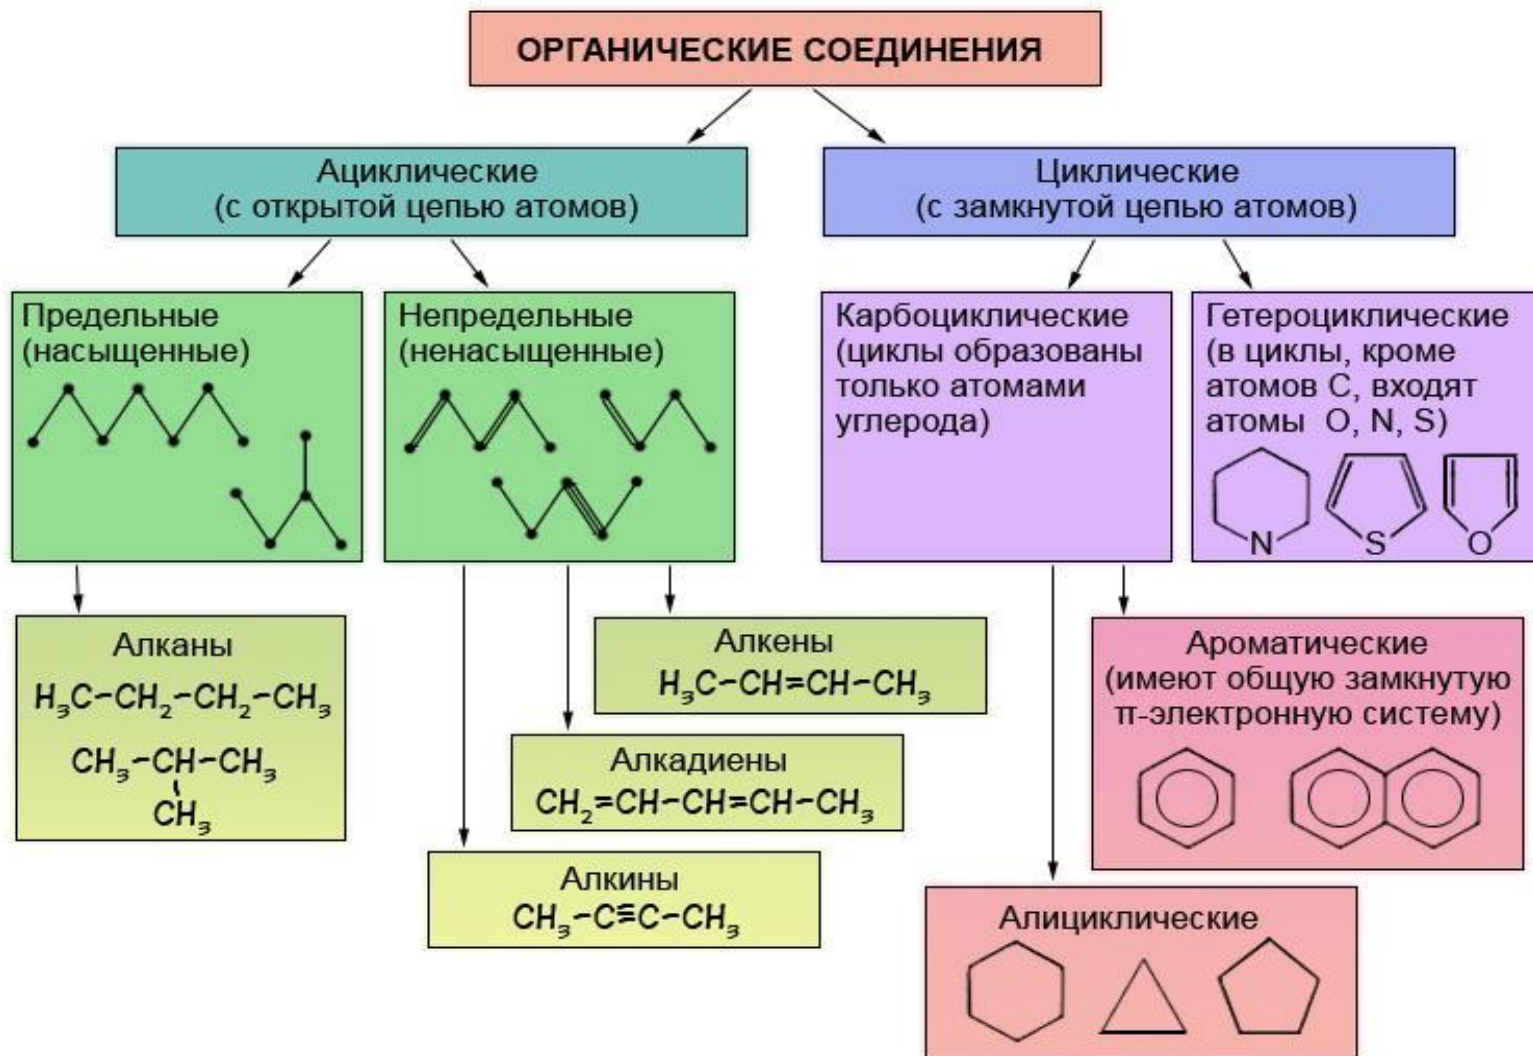 ОРГАНИЧЕСКИЕ СОЕДИНЕНИЯ
Ациклические
(с открытой цепью атомов)
Циклические
(с замкнутой цепью атомов)
Предельные
(насыщенные)
Непредельные
(ненасыщенные)
Карбоциклические
(циклы образованы
только атомами
углерода)
Гетероциклические
(в циклы, кроме
атомов С, входят
атомы О, N, S)
N
S
O
Алканы
H₃C-CH₂-CH₂-CH₃
CH₃-CH-CH₃
CH₃
Алкены
H₃C-CH=CH-CH₃
Алкадиены
CH₂=CH-CH=CH-CH₃
Алкины
CH₃-C≡C-CH₃
Ароматические
(имеют общую замкнутую
π-электронную систему)
Алициклические